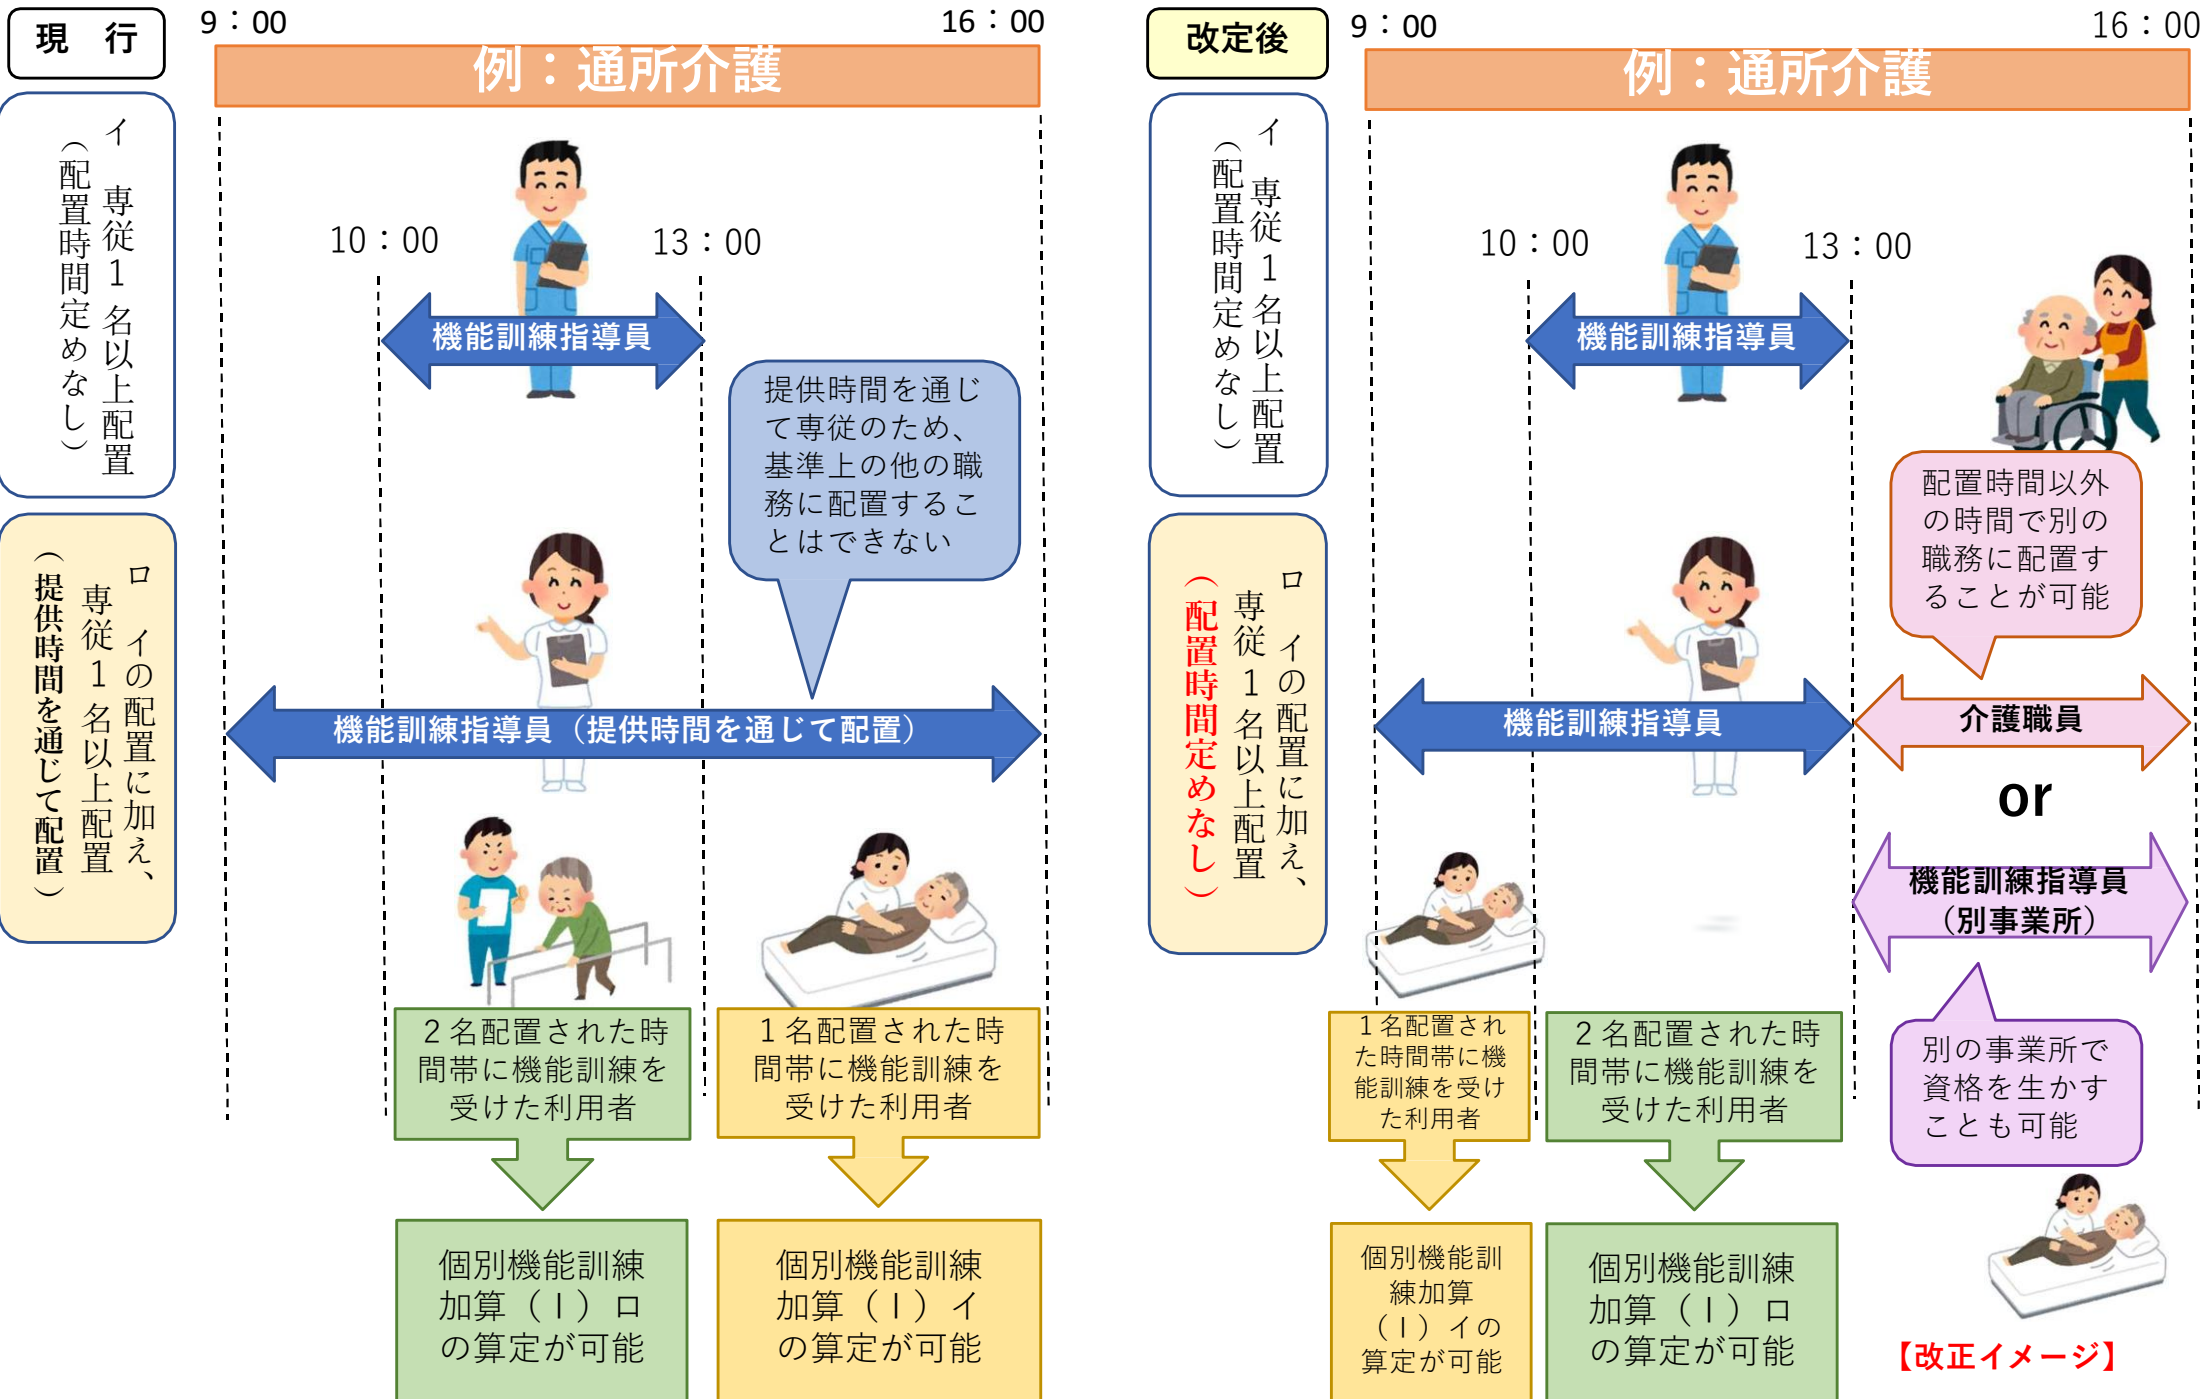 現　行
9：00
16：00
例：通所介護
イ　専従１名以上配置
（配置時間定めなし）
10：00
13：00
機能訓練指導員
提供時間を通じ
て専従のため、
基準上の他の職
務に配置するこ
とはできない
ロ　イの配置に加え、
専従１名以上配置
（提供時間を通じて配置）
機能訓練指導員（提供時間を通じて配置）
２名配置された時
間帯に機能訓練を
受けた利用者
１名配置された時
間帯に機能訓練を
受けた利用者
個別機能訓練
加算（Ⅰ）ロ
の算定が可能
個別機能訓練
加算（Ⅰ）イ
の算定が可能
改定後
9：00
16：00
例：通所介護
イ　専従１名以上配置
（配置時間定めなし）
10：00
13：00
機能訓練指導員
配置時間以外
の時間で別の
職務に配置す
ることが可能
ロ　イの配置に加え、
専従１名以上配置
（配置時間定めなし）
機能訓練指導員
介護職員
or
機能訓練指導員
（別事業所）
別の事業所で
資格を生かす
ことも可能
１名配置され
た時間帯に機
能訓練を受け
た利用者
２名配置された時
間帯に機能訓練を
受けた利用者
個別機能訓
練加算
（Ⅰ）イの
算定が可能
個別機能訓練
加算（Ⅰ）ロ
の算定が可能
【改正イメージ】